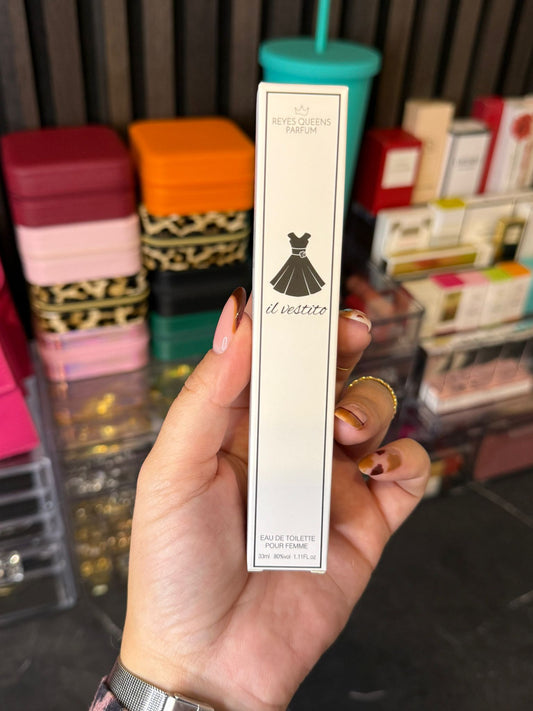 REYES QUEENS
PARFUM
il vestito
EAU DE TOILETTE
POUR FEMME
33ml 80%vol 1.11FL.oz